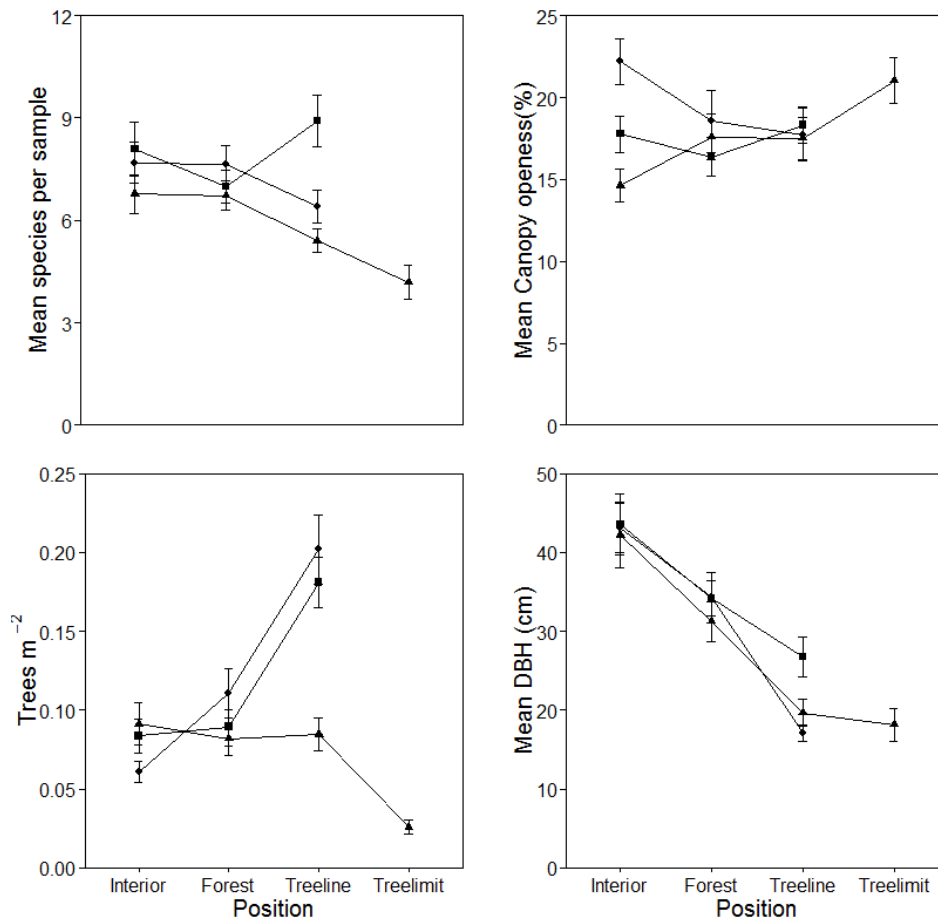 Mean species per sample
12
9
6
3
0
Mean Canopy openess(%)
25
20
15
10
5
0
Trees m⁻²
0.25
0.20
0.15
0.10
0.05
0.00
Interior Forest Treeline Treelimit
Position
Mean DBH (cm)
50
40
30
20
10
0
Interior Forest Treeline Treelimit
Position